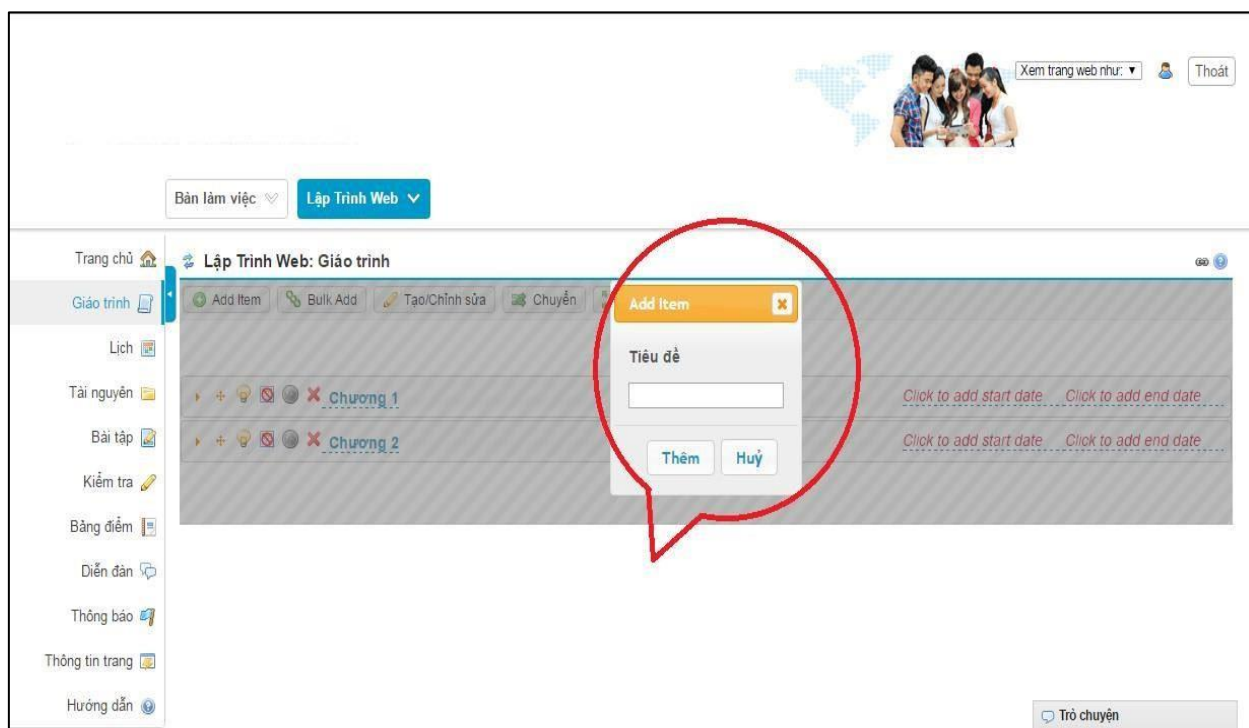 Xem trang web như: ▼
Thoát
Bàn làm việc
Lập Trình Web
Trang chủ
Giáo trình
Lịch
Tài nguyên
Bài tập
Kiểm tra
Bảng điểm
Diễn đàn
Thông báo
Thông tin trang
Hướng dẫn
Lập Trình Web: Giáo trình
Add Item Bulk Add Tạo/Chỉnh sửa Chuyển
Chương 1 Click to add start date Click to add end date
Chương 2 Click to add start date Click to add end date
Add Item
Tiêu đề
Thêm Huỷ
Trò chuyện